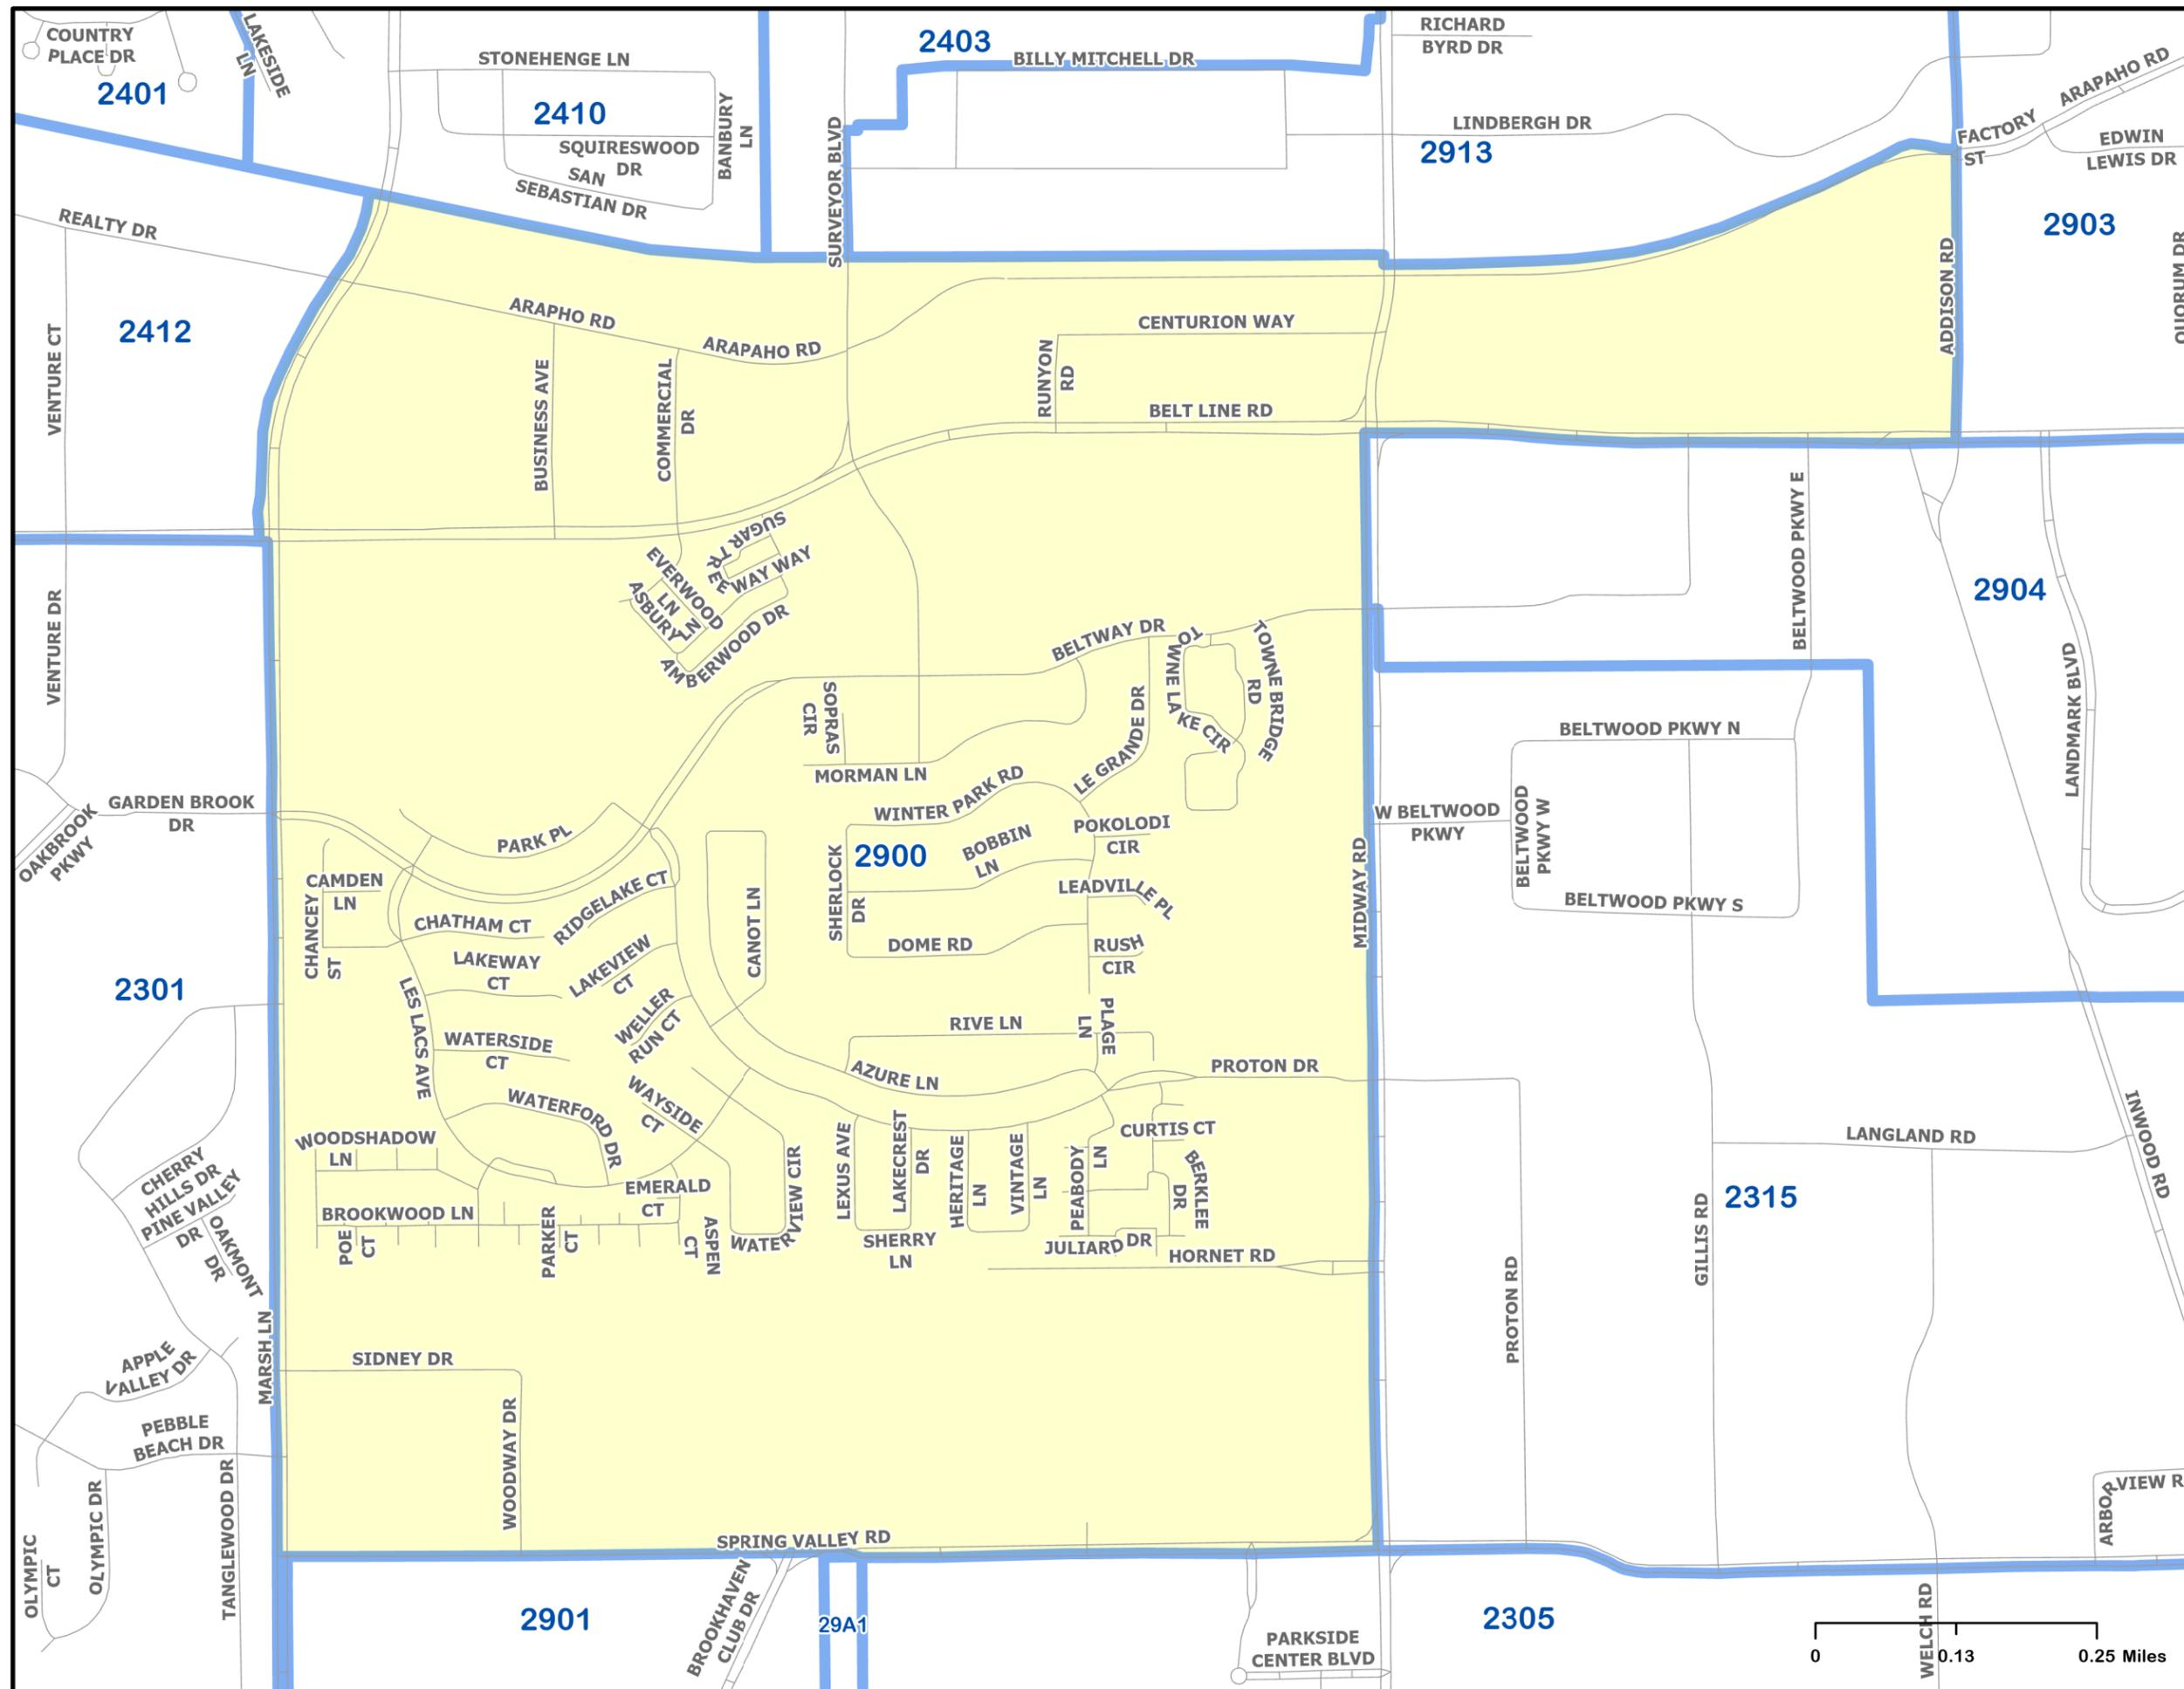 COUNTRY
PLACE DR
2401
LAKESIDE
LN
STONEHENGE LN
2410
SQUIRESWOOD
DR
SAN
SEBASTIAN DR
BANBURY
LN
2403
BILLY MITCHELL DR
SURVEYOR BLVD
RICHARD
BYRD DR
LINDBERGH DR
2913
ARAPAHO RD
FACTORY
ST
EDWIN
LEWIS DR
2903
ADDISON RD
QUORUM DR
REALTY DR
2412
VENTURE CT
ARAPHO RD
ARAPAHO RD
BUSINESS AVE
COMMERCIAL
DR
CENTURION WAY
RUNYON
RD
BELT LINE RD
SUGAR TREE
WAY WAY
EVERWOOD
LN
ASBURY
LN
AMBERWOOD DR
BELTWOOD PKWY E
2904
LANDMARK BLVD
VENTURE DR
BELTWAY DR
TOWNE LAKE CIR
TOWNE BRIDGE
RD
SOPRAS
CIR
LE GRANDE DR
MORMAN LN
WINTER PARK RD
BELTWOOD PKWY N
GARDEN BROOK
DR
OAKBROOK
PKWY
PARK PL
2900
BOBBIN
LN
POKOLODI
CIR
W BELTWOOD
PKWY
BELTWOOD
PKWY W
MIDWAY RD
CAMDEN
LN
CHANCEY
ST
CHATHAM CT
RIDGELAKE CT
CANOT LN
SHERLOCK
DR
LEADVILLE PL
BELTWOOD PKWY S
DOME RD
RUSH
CIR
LAKEWAY
CT
LAKEVIEW
CT
2301
LES LACS AVE
WELLER
RUN CT
RIVE LN
PLAGE
LN
WATERSIDE
CT
AZURE LN
PROTON DR
WATERFORD DR
WAYSIDE
CT
WOODSHADOW
LN
LEXUS AVE
LAKECREST
DR
HERITAGE
LN
VINTAGE
LN
PEABODY
LN
CURTIS CT
BERKLEE
DR
LANGLAND RD
INWOOD RD
CHERRY
HILLS DR
PINE VALLEY
DR
OAKMONT
DR
EMERALD
CT
BROOKWOOD LN
POE
CT
PARKER
CT
ASPEN
CT
WATERVIEW CIR
SHERRY
LN
JULIARD DR
HORNET RD
2315
GILLIS RD
PROTON RD
MARSH LN
APPLE
VALLEY DR
SIDNEY DR
WOODWAY DR
PEBBLE
BEACH DR
OLYMPIC
CT
OLYMPIC DR
TANGLEWOOD DR
ARBOR
VIEW R
SPRING VALLEY RD
BROOKHAVEN
CLUB DR
2901
29A1
2305
PARKSIDE
CENTER BLVD
WELCH RD
0
0.13
0.25 Miles